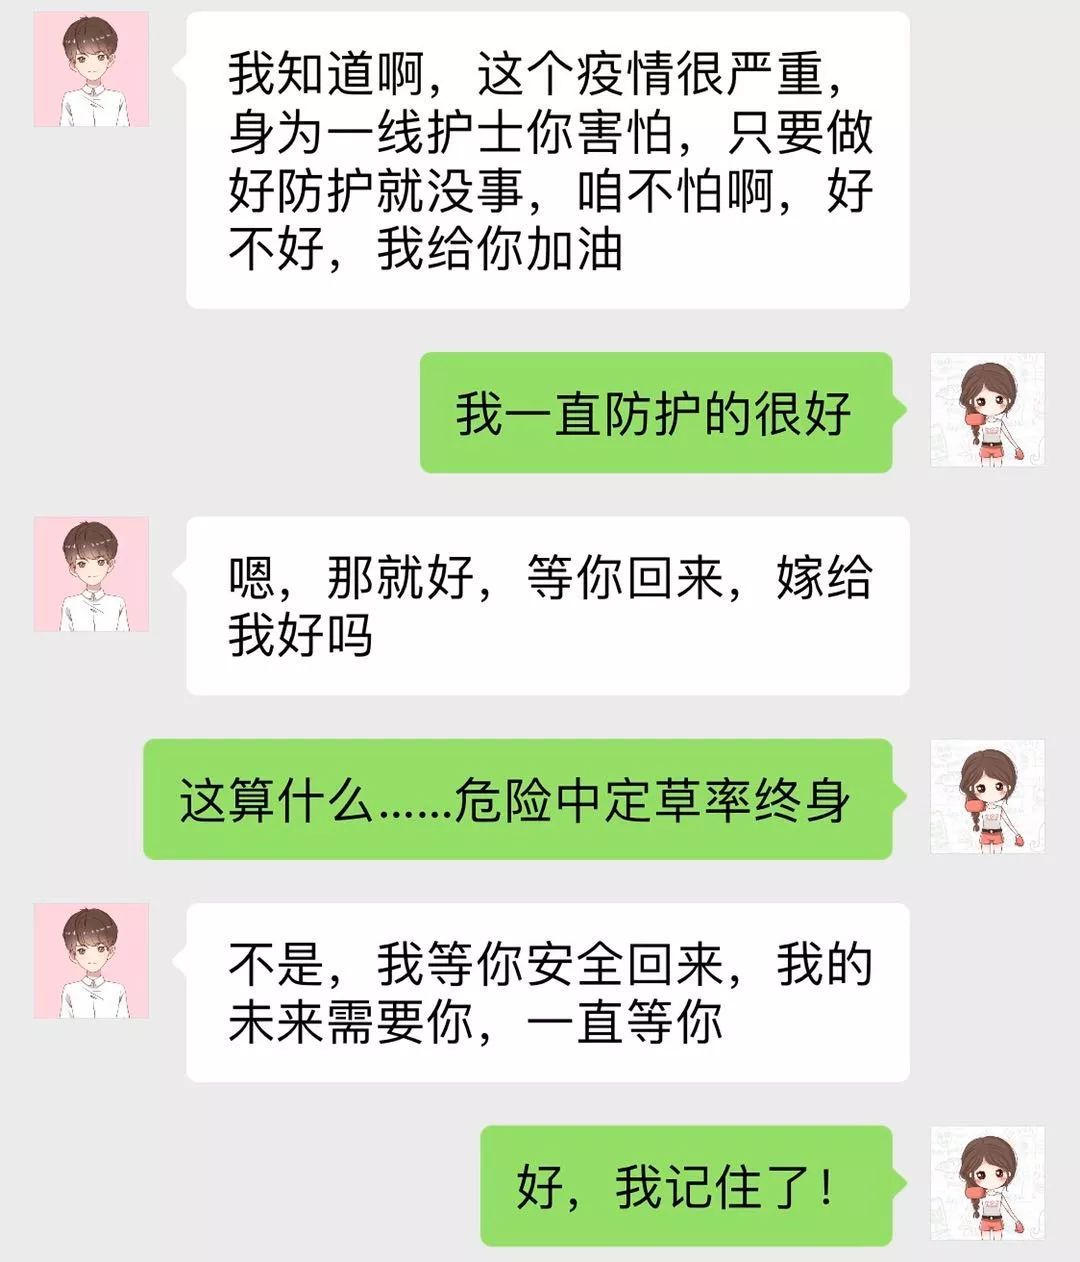 我知道啊，这个疫情很严重，
身为一线护士你害怕，只要做
好防护就没事，咱不怕啊，好
不好，我给你加油
我一直防护的很好
嗯，那就好，等你回来，嫁给
我好吗
这算什么……危险中定草率终身
不是，我等你安全回来，我的
未来需要你，一直等你
好，我记住了！